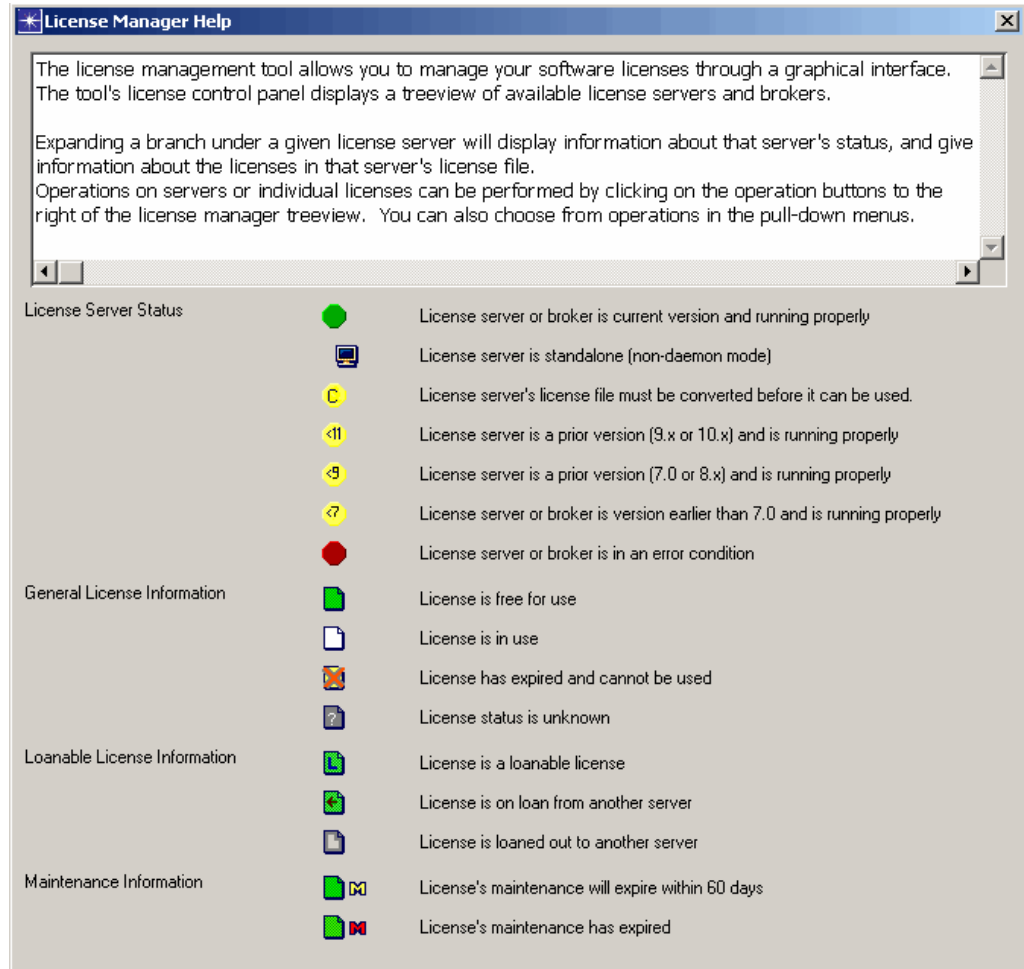 License Manager Help
The license management tool allows you to manage your software licenses through a graphical interface.
The tool's license control panel displays a treeview of available license servers and brokers.
Expanding a branch under a given license server will display information about that server's status, and give
information about the licenses in that server's license file.
Operations on servers or individual licenses can be performed by clicking on the operation buttons to the
right of the license manager treeview.  You can also choose from operations in the pull-down menus.
License Server Status
License server or broker is current version and running properly
License server is standalone (non-daemon mode)
C License server's license file must be converted before it can be used.
<11 License server is a prior version (9.x or 10.x) and is running properly
<9 License server is a prior version (7.0 or 8.x) and is running properly
<7 License server or broker is version earlier than 7.0 and is running properly
License server or broker is in an error condition
General License Information
License is free for use
License is in use
License has expired and cannot be used
? License status is unknown
Loanable License Information
L License is a loanable license
License is on loan from another server
License is loaned out to another server
Maintenance Information
M License's maintenance will expire within 60 days
M License's maintenance has expired